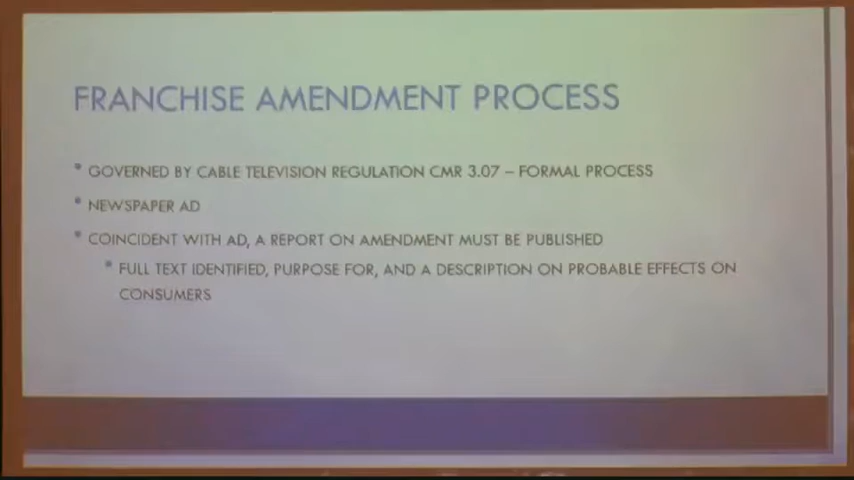 FRANCHISE AMENDMENT PROCESS
* GOVERNED BY CABLE TELEVISION REGULATION CMR 3.07 – FORMAL PROCESS
* NEWSPAPER AD
* COINCIDENT WITH AD, A REPORT ON AMENDMENT MUST BE PUBLISHED
* FULL TEXT IDENTIFIED, PURPOSE FOR, AND A DESCRIPTION ON PROBABLE EFFECTS ON
CONSUMERS